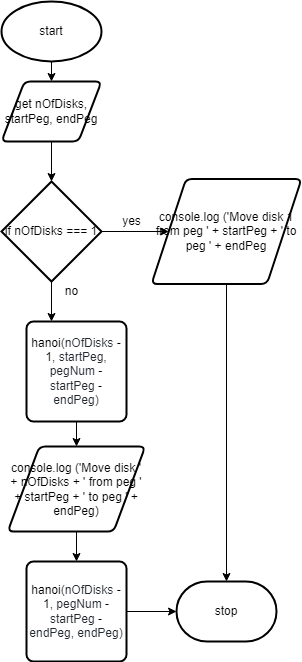 start
get nOfDisks,
startPeg, endPeg
if nOfDisks === 1
yes
console.log ('Move disk 1
from peg ' + startPeg + ' to
peg ' + endPeg
no
hanoi(nOfDisks -
1, startPeg,
pegNum -
startPeg -
endPeg)
console.log ('Move disk '
+ nOfDisks + ' from peg '
+ startPeg + ' to peg ' +
endPeg)
hanoi(nOfDisks -
1, pegNum -
startPeg -
endPeg, endPeg)
stop